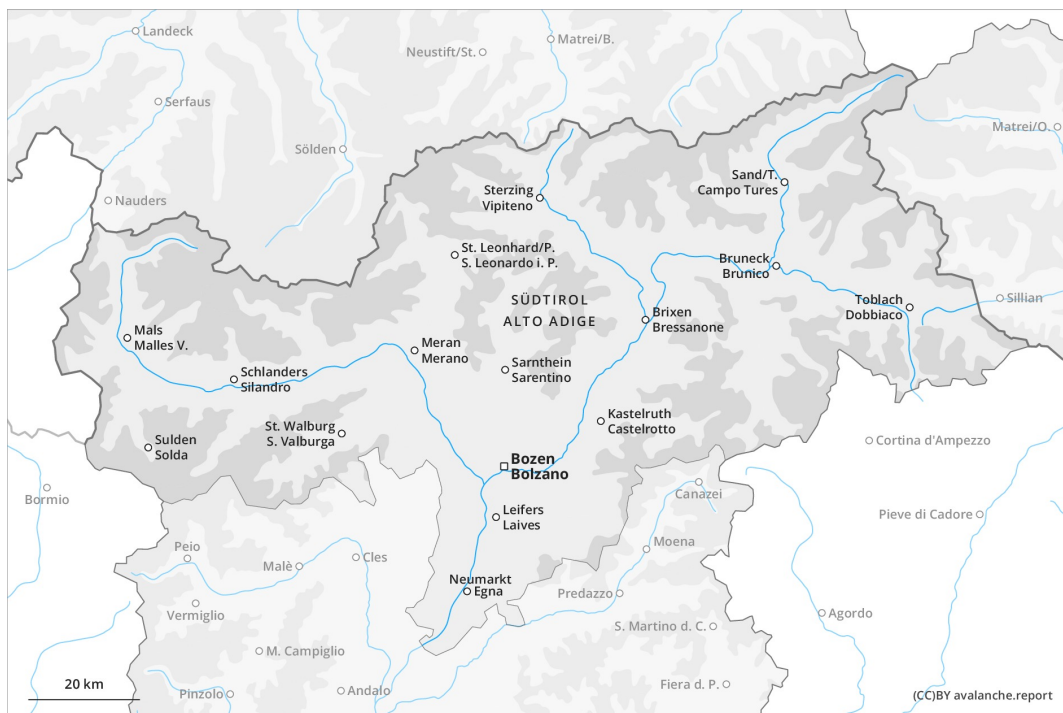 Landeck
Matrei/B.
Neustift/St.
Serfaus
Matrei/O.
Sölden
Sand/T.
Campo Tures
Sterzing
Vipiteno
Nauders
St. Leonhard/P.
S. Leonardo i. P.
Bruneck
Brunico
SÜDTIROL
ALTO ADIGE
Toblach
Dobbiaco
Sillian
Brixen
Bressanone
Mals
Malles V.
Meran
Merano
Sarnthein
Sarentino
Schlanders
Silandro
Kastelruth
Castelrotto
St. Walburg
S. Valburga
Sulden
Solda
Cortina d'Ampezzo
Bozen
Bolzano
Bormio
Canazei
Leifers
Laives
Pieve di Cadore
Peio
Moena
Cles
Malè
Neumarkt
Egna
Predazzo
Vermiglio
Agordo
S. Martino d. C.
M. Campiglio
20 km
Pinzolo
Andalo
Fiera d. P.
(CC)BY avalanche.report